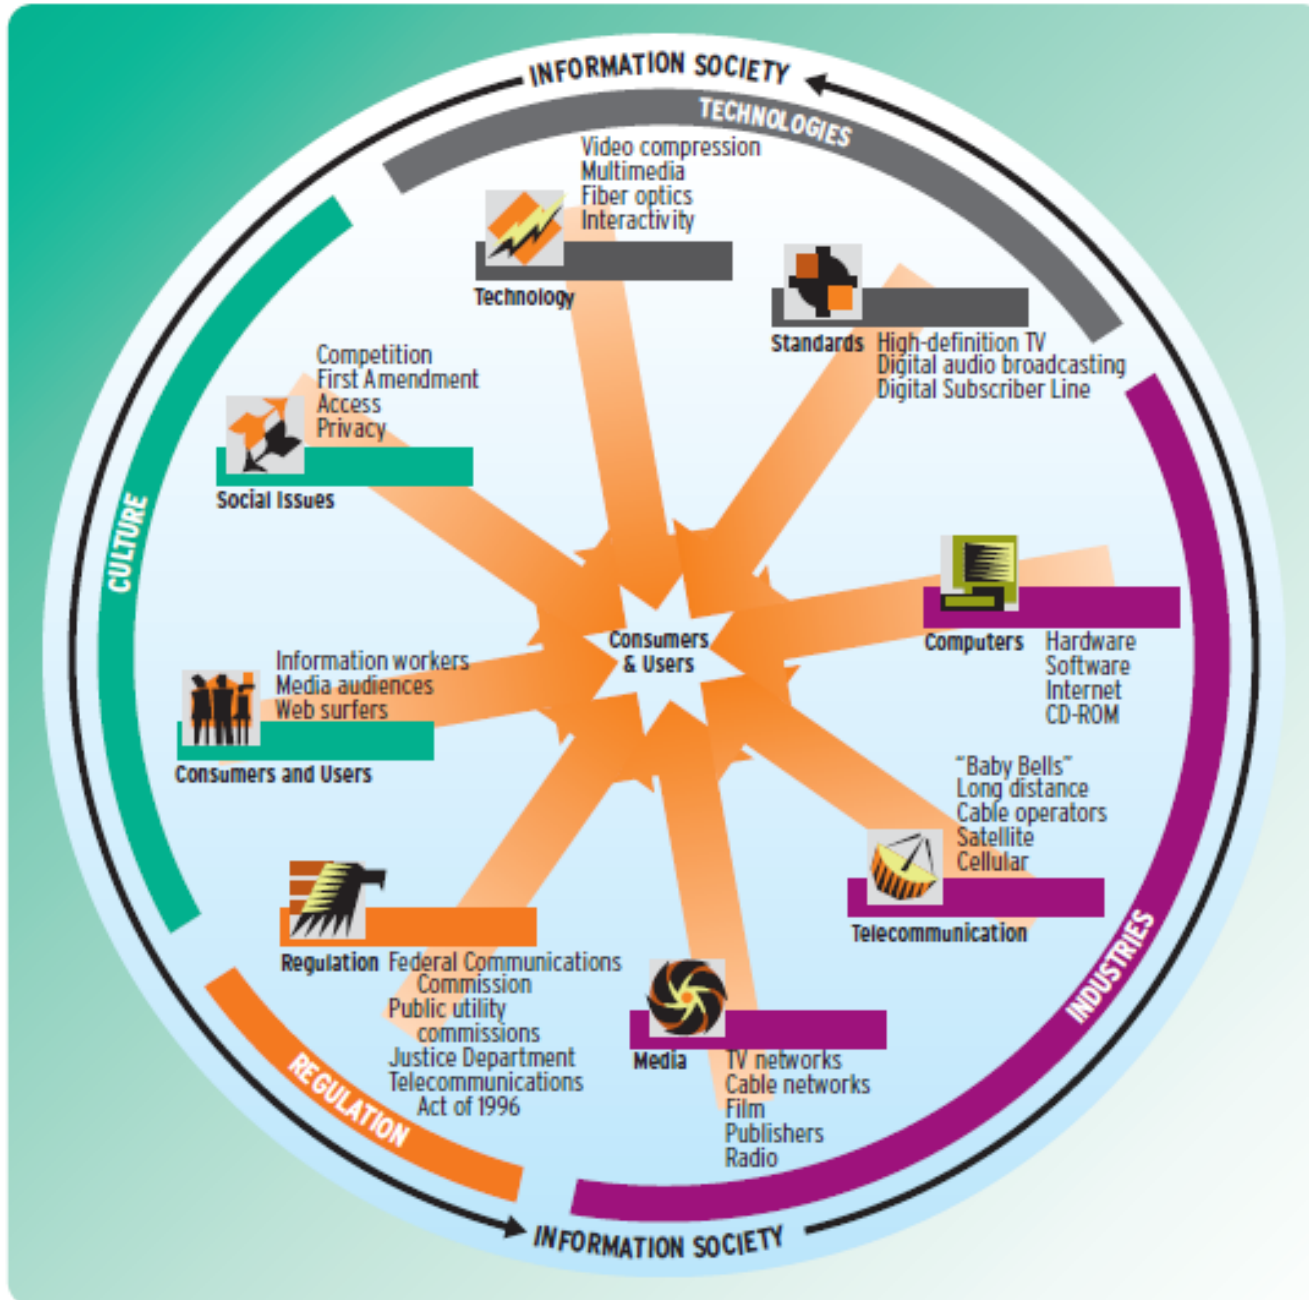 INFORMATION SOCIETY
TECHNOLOGIES
Video compression
Multimedia
Fiber optics
Interactivity
Technology
Standards
High-definition TV
Digital audio broadcasting
Digital Subscriber Line
Competition
First Amendment
Access
Privacy
Social Issues
CULTURE
Consumers
& Users
Computers
Hardware
Software
Internet
CD-ROM
Information workers
Media audiences
Web surfers
Consumers and Users
"Baby Bells"
Long distance
Cable operators
Satellite
Cellular
Telecommunication
INDUSTRIES
Regulation
Federal Communications
Commission
Public utility
commissions
Justice Department
Telecommunications
Act of 1996
REGULATION
Media
TV networks
Cable networks
Film
Publishers
Radio
INFORMATION SOCIETY